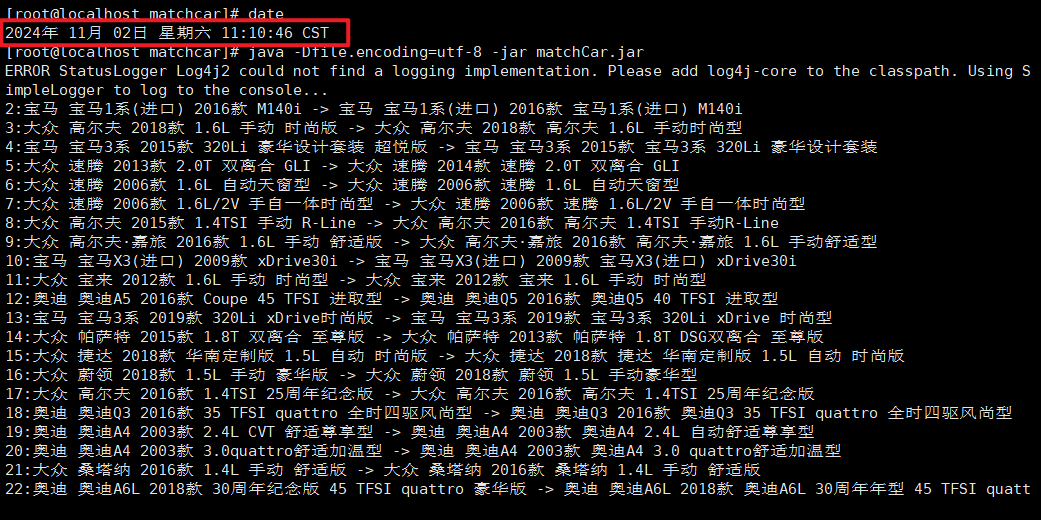 [root@localhost matchcar]# date
2024年 11月 02日 星期六 11:10:46 CST
[root@localhost matchcar]# java -Dfile.encoding=utf-8 -jar matchCar.jar
ERROR StatusLogger Log4j2 could not find a logging implementation. Please add log4j-core to the classpath. Using S
impleLogger to log to the console...
2:宝马 宝马1系(进口) 2016款 M140i -> 宝马 宝马1系(进口) 2016款 宝马1系(进口) M140i
3:大众 高尔夫 2018款 1.6L 手动 时尚版 -> 大众 高尔夫 2018款 高尔夫 1.6L 手动时尚型
4:宝马 宝马3系 2015款 320Li 豪华设计套装 超悦版 -> 宝马 宝马3系 2015款 宝马3系 320Li 豪华设计套装
5:大众 速腾 2013款 2.0T 双离合 GLI -> 大众 速腾 2014款 速腾 2.0T 双离合 GLI
6:大众 速腾 2006款 1.6L 自动天窗型 -> 大众 速腾 2006款 速腾 1.6L 自动天窗型
7:大众 速腾 2006款 1.6L/2V 手自一体时尚型 -> 大众 速腾 2006款 速腾 1.6L/2V 手自一体时尚型
8:大众 高尔夫 2015款 1.4TSI 手动 R-Line -> 大众 高尔夫 2016款 高尔夫 1.4TSI 手动R-Line
9:大众 高尔夫·嘉旅 2016款 1.6L 手动 舒适版 -> 大众 高尔夫·嘉旅 2016款 高尔夫·嘉旅 1.6L 手动舒适型
10:宝马 宝马X3(进口) 2009款 xDrive30i -> 宝马 宝马X3(进口) 2009款 宝马X3(进口) xDrive30i
11:大众 宝来 2012款 1.6L 手动 时尚型 -> 大众 宝来 2012款 宝来 1.6L 手动 时尚型
12:奥迪 奥迪A5 2016款 Coupe 45 TFSI 进取型 -> 奥迪 奥迪Q5 2016款 奥迪Q5 40 TFSI 进取型
13:宝马 宝马3系 2019款 320Li xDrive时尚版 -> 宝马 宝马3系 2019款 宝马3系 320Li xDrive 时尚型
14:大众 帕萨特 2015款 1.8T 双离合 至尊版 -> 大众 帕萨特 2013款 帕萨特 1.8T DSG双离合 至尊版
15:大众 捷达 2018款 华南定制版 1.5L 自动 时尚版 -> 大众 捷达 2018款 捷达 华南定制版 1.5L 自动 时尚版
16:大众 蔚领 2018款 1.5L 手动 豪华版 -> 大众 蔚领 2018款 蔚领 1.5L 手动豪华型
17:大众 高尔夫 2016款 1.4TSI 25周年纪念版 -> 大众 高尔夫 2016款 高尔夫 1.4TSI 25周年纪念版
18:奥迪 奥迪Q3 2016款 35 TFSI quattro 全时四驱风尚型 -> 奥迪 奥迪Q3 2016款 奥迪Q3 35 TFSI quattro 全时四驱风尚型
19:奥迪 奥迪A4 2003款 2.4L CVT 舒适尊享型 -> 奥迪 奥迪A4 2003款 奥迪A4 2.4L 自动舒适尊享型
20:奥迪 奥迪A4 2003款 3.0quattro舒适加温型 -> 奥迪 奥迪A4 2003款 奥迪A4 3.0 quattro舒适加温型
21:大众 桑塔纳 2016款 1.4L 手动 舒适版 -> 大众 桑塔纳 2016款 桑塔纳 1.4L 手动 舒适版
22:奥迪 奥迪A6L 2018款 30周年纪念版 45 TFSI quattro 豪华版 -> 奥迪 奥迪A6L 2018款 奥迪A6L 30周年年型 45 TFSI quatt